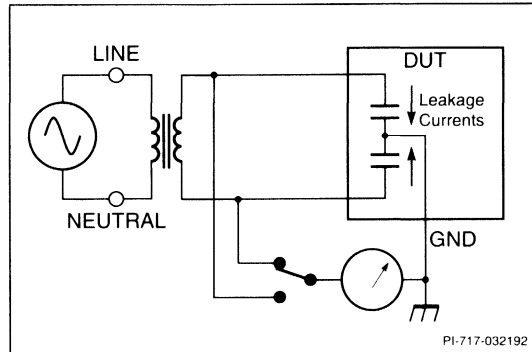 LINE
DUT
Leakage
Currents
NEUTRAL
GND
PI-717-032192